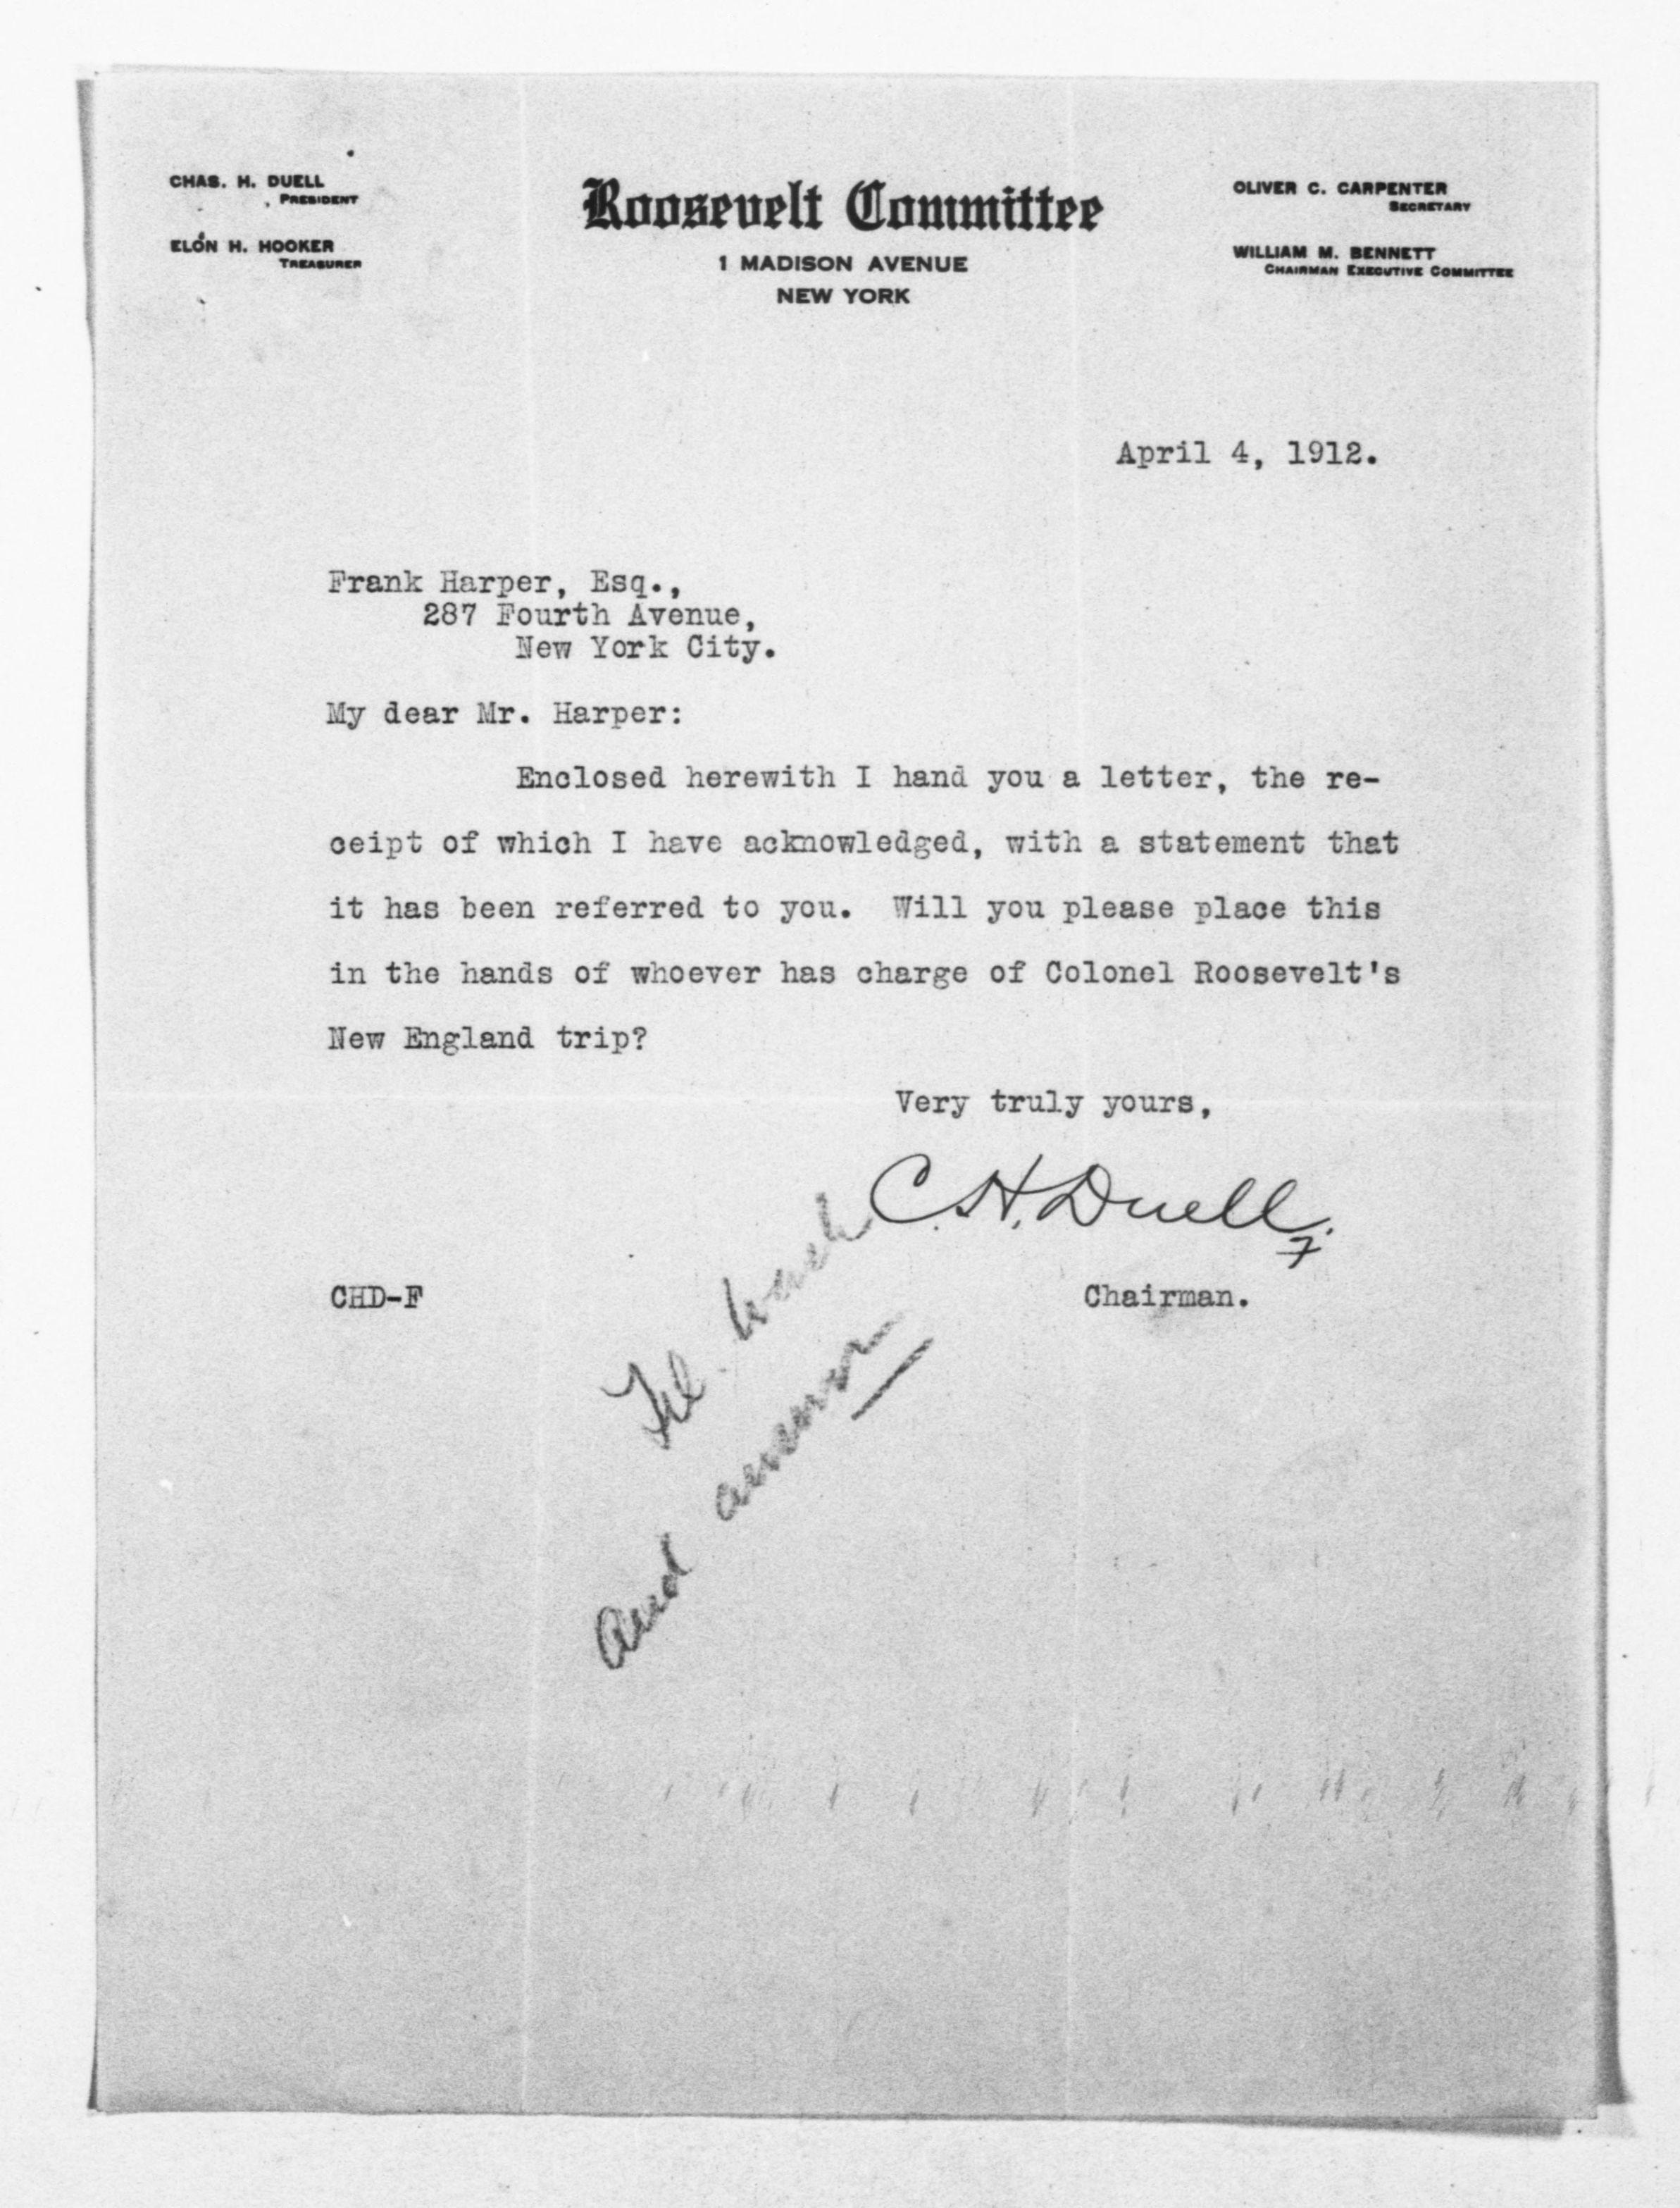 CHAS. H. DUELL
PRESIDENT
ELON H. HOOKER
TREASURER
Roosevelt Committee
1 MADISON AVENUE
NEW YORK
OLIVER C. CARPENTER
SECRETARY
WILLIAM M. BENNETT
CHAIRMAN EXECUTIVE COMMITTEE
April 4, 1912.
Frank Harper, Esq.,
287 Fourth Avenue,
New York City.
My dear Mr. Harper:
Enclosed herewith I hand you a letter, the re-
ceipt of which I have acknowledged, with a statement that
it has been referred to you. Will you please place this
in the hands of whoever has charge of Colonel Roosevelt's
New England trip?
Very truly yours,
C. H. Duell.
F
CHD-F
Chairman.
and